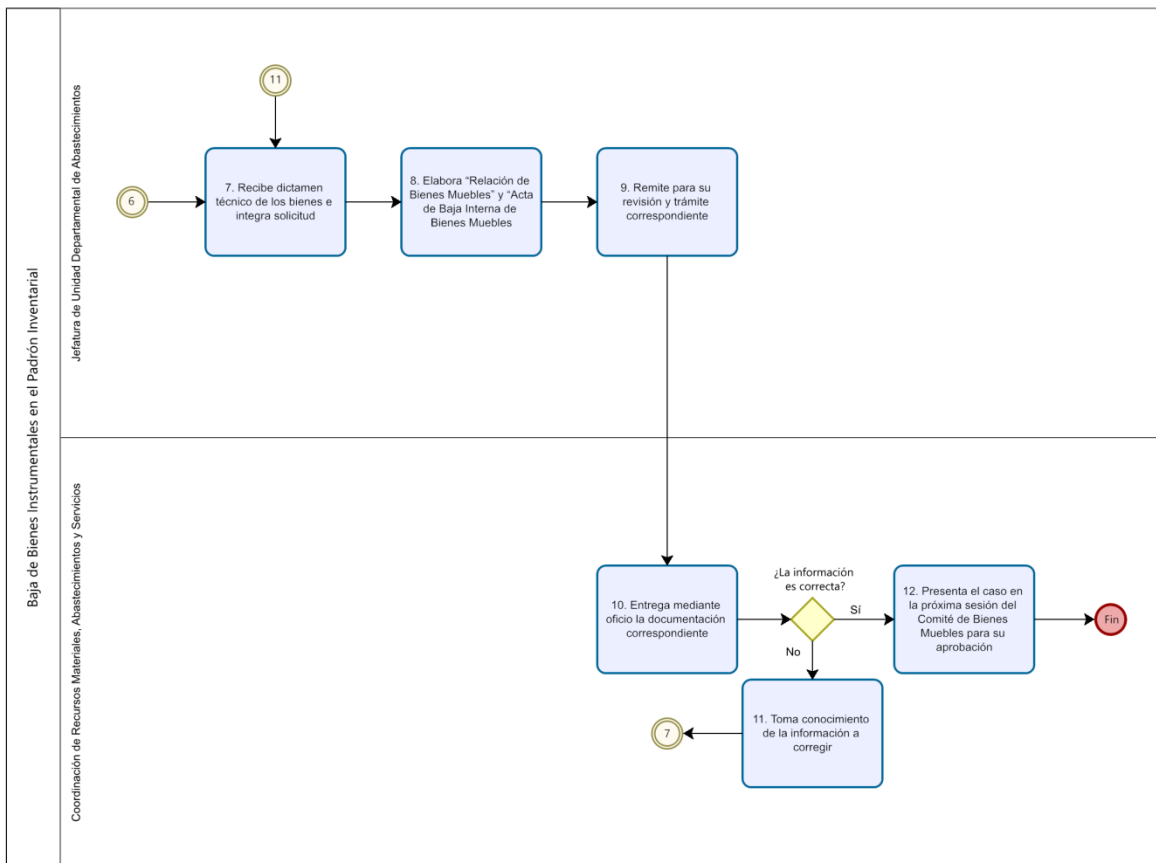 Baja de Bienes Instrumentales en el Padrón Inventarial
Jefatura de Unidad Departamental de Abastecimientos
11
6
7. Recibe dictamen
técnico de los bienes e
integra solicitud
8. Elabora “Relación de
Bienes Muebles” y “Acta
de Baja Interna de
Bienes Muebles
9. Remite para su
revisión y trámite
correspondiente
Coordinación de Recursos Materiales, Abastecimientos y Servicios
10. Entrega mediante
oficio la documentación
correspondiente
¿La información
es correcta?
Sí
No
12. Presenta el caso en
la próxima sesión del
Comité de Bienes
Muebles para su
aprobación
Fin
11. Toma conocimiento
de la información a
corregir
7